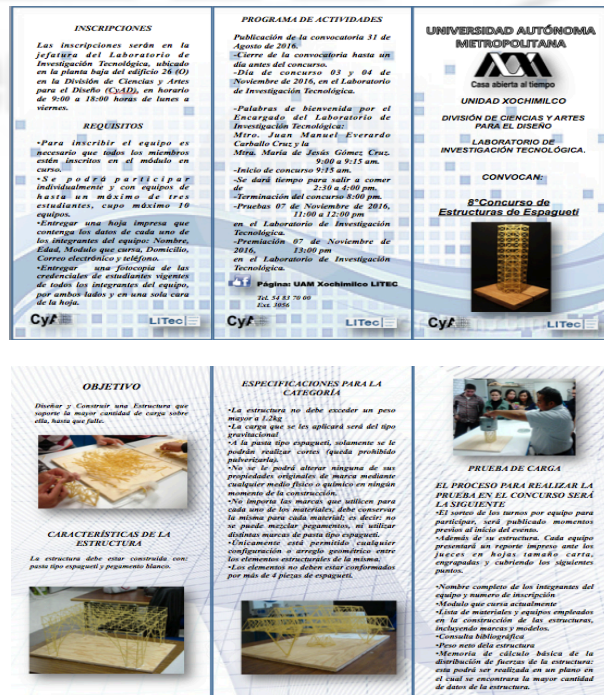 INSCRIPCIONES
Las inscripciones serán en la
jefatura del Laboratorio de
Investigación Tecnológica, ubicado
en la planta baja del edificio 26 (O)
en la División de Ciencias y Artes
para el Diseño (CyAD), en horario
de 9:00 a 18:00 horas de lunes a
viernes.
REQUISITOS
•Para inscribir el equipo es
necesario que todos los miembros
estén inscritos en el módulo en
curso.
•Se podrá participar
individualmente y con equipos de
hasta un máximo de tres
estudiantes, cupo máximo 10
equipos.
•Entregar una hoja impresa que
contenga los datos de cada uno de
los integrantes del equipo: Nombre,
Edad, Modulo que cursa, Domicilio,
Correo electrónico y teléfono.
•Entregar una fotocopia de las
credenciales de estudiantes vigentes
de todos los integrantes del equipo,
por ambos lados y en una sola cara
de la hoja.
CyA
LITec
PROGRAMA DE ACTIVIDADES
Publicación de la convocatoria 31 de
Agosto de 2016.
-Cierre de la convocatoria hasta un
día antes del concurso.
-Día de concurso 03 y 04 de
Noviembre de 2016, en el Laboratorio
de Investigación Tecnológica.
-Palabras de bienvenida por el
Encargado del Laboratorio de
Investigación Tecnológica:
Mtro. Juan Manuel Everardo
Carballo Cruz y la
Mtra. María de Jesús Gómez Cruz.
9:00 a 9:15 am.
-Inicio de concurso 9:15 am.
-Se dará tiempo para salir a comer
de 2:30 a 4:00 pm.
-Terminación del concurso 8:00 pm.
-Pruebas 07 de Noviembre de 2016,
11:00 a 12:00 pm
en el Laboratorio de Investigación
Tecnológica.
-Premiación 07 de Noviembre de
2016, 13:00 pm
en el Laboratorio de Investigación
Tecnológica.
Página: UAM Xochimilco LITEC
Tel. 54 83 70 00
Ext. 3056
CyA
LITec
UNIVERSIDAD AUTÓNOMA
METROPOLITANA
Casa abierta al tiempo
UNIDAD XOCHIMILCO
DIVISIÓN DE CIENCIAS Y ARTES
PARA EL DISEÑO
LABORATORIO DE
INVESTIGACIÓN TECNOLÓGICA.
CONVOCAN:
8°Concurso de
Estructuras de Espagueti
CyA
LITec
OBJETIVO
Diseñar y Construir una Estructura que
soporte la mayor cantidad de carga sobre
ella, hasta que falle.
CARACTERÍSTICAS DE LA
ESTRUCTURA
La estructura debe estar construida con:
pasta tipo espagueti y pegamento blanco.
ESPECIFICACIONES PARA LA
CATEGORÍA
•La estructura no debe exceder un peso
mayor a 1.2kg
•La carga que se les aplicará será del tipo
gravitacional
•A la pasta tipo espagueti, solamente se le
podrán realizar cortes (queda prohibido
pulverizarla).
•No se le podrá alterar ninguna de sus
propiedades originales de marca mediante
cualquier medio físico o químico en ningún
momento de la construcción.
•No importa las marcas que utilicen para
cada uno de los materiales, debe conservar
la misma para cada material; es decir: no
se puede mezclar pegamentos, ni utilizar
distintas marcas de pasta tipo espagueti.
•Únicamente está permitido cualquier
configuración o arreglo geométrico entre
los elementos estructurales de la misma;
•Los elementos no deben estar conformados
por más de 4 piezas de espagueti.
PRUEBA DE CARGA
EL PROCESO PARA REALIZAR LA
PRUEBA EN EL CONCURSO SERÁ
LA SIGUIENTE
•El sorteo de los turnos por equipo para
participar, será publicado momentos
previos al inicio del evento.
•Además de su estructura. Cada equipo
presentará un reporte impreso ante los
jueces en hojas tamaño carta,
engrapadas y cubriendo los siguientes
puntos.
•Nombre completo de los integrantes del
equipo y numero de inscripción
•Modulo que cursa actualmente
•Lista de materiales y equipos empleados
en la construcción de las estructuras,
incluyendo marcas y modelos.
•Consulta bibliográfica
•Peso neto dela estructura
•Memoria de cálculo básica de la
distribución de fuerzas de la estructura:
esta podrá ser realizada en un plano en
el cual se encontrara la mayor cantidad
de datos de la estructura.